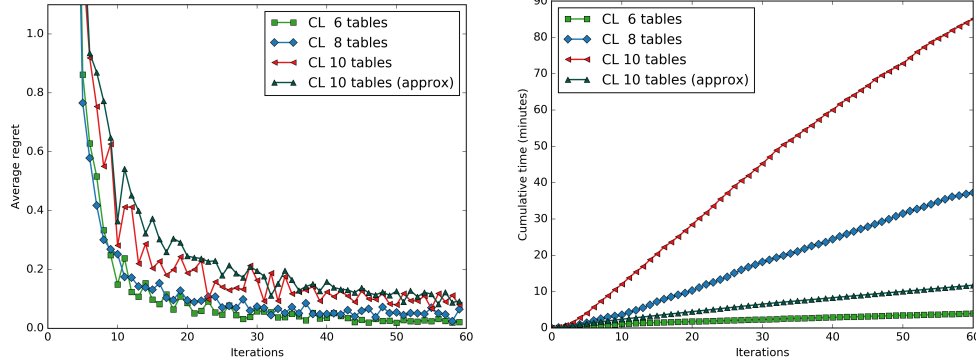 1.0
0.8
0.6
0.4
0.2
0.0
Average regret
CL 6 tables
CL 8 tables
CL 10 tables
CL 10 tables (approx)
0 10 20 30 40 50 60
Iterations
90
80
70
60
50
40
30
20
10
0
Cumulative time (minutes)
CL 6 tables
CL 8 tables
CL 10 tables
CL 10 tables (approx)
0 10 20 30 40 50 60
Iterations